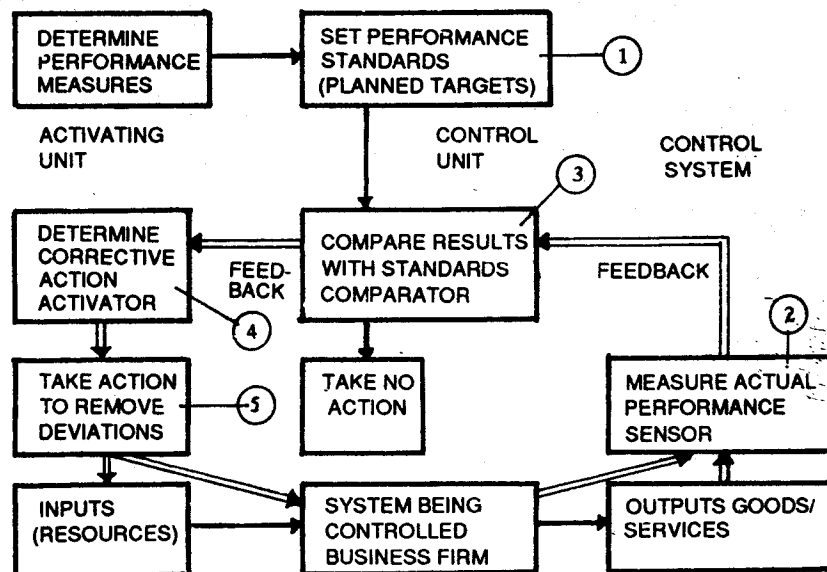 DETERMINE
PERFORMANCE
MEASURES
SET PERFORMANCE
STANDARDS
(PLANNED TARGETS)
1
ACTIVATING
UNIT
CONTROL
UNIT
CONTROL
SYSTEM
3
DETERMINE
CORRECTIVE
ACTION
ACTIVATOR
FEED-
BACK
COMPARE RESULTS
WITH STANDARDS
COMPARATOR
FEEDBACK
4
2
TAKE ACTION
TO REMOVE
DEVIATIONS
5
TAKE NO
ACTION
MEASURE ACTUAL
PERFORMANCE
SENSOR
INPUTS
(RESOURCES)
SYSTEM BEING
CONTROLLED
BUSINESS FIRM
OUTPUTS GOODS/
SERVICES